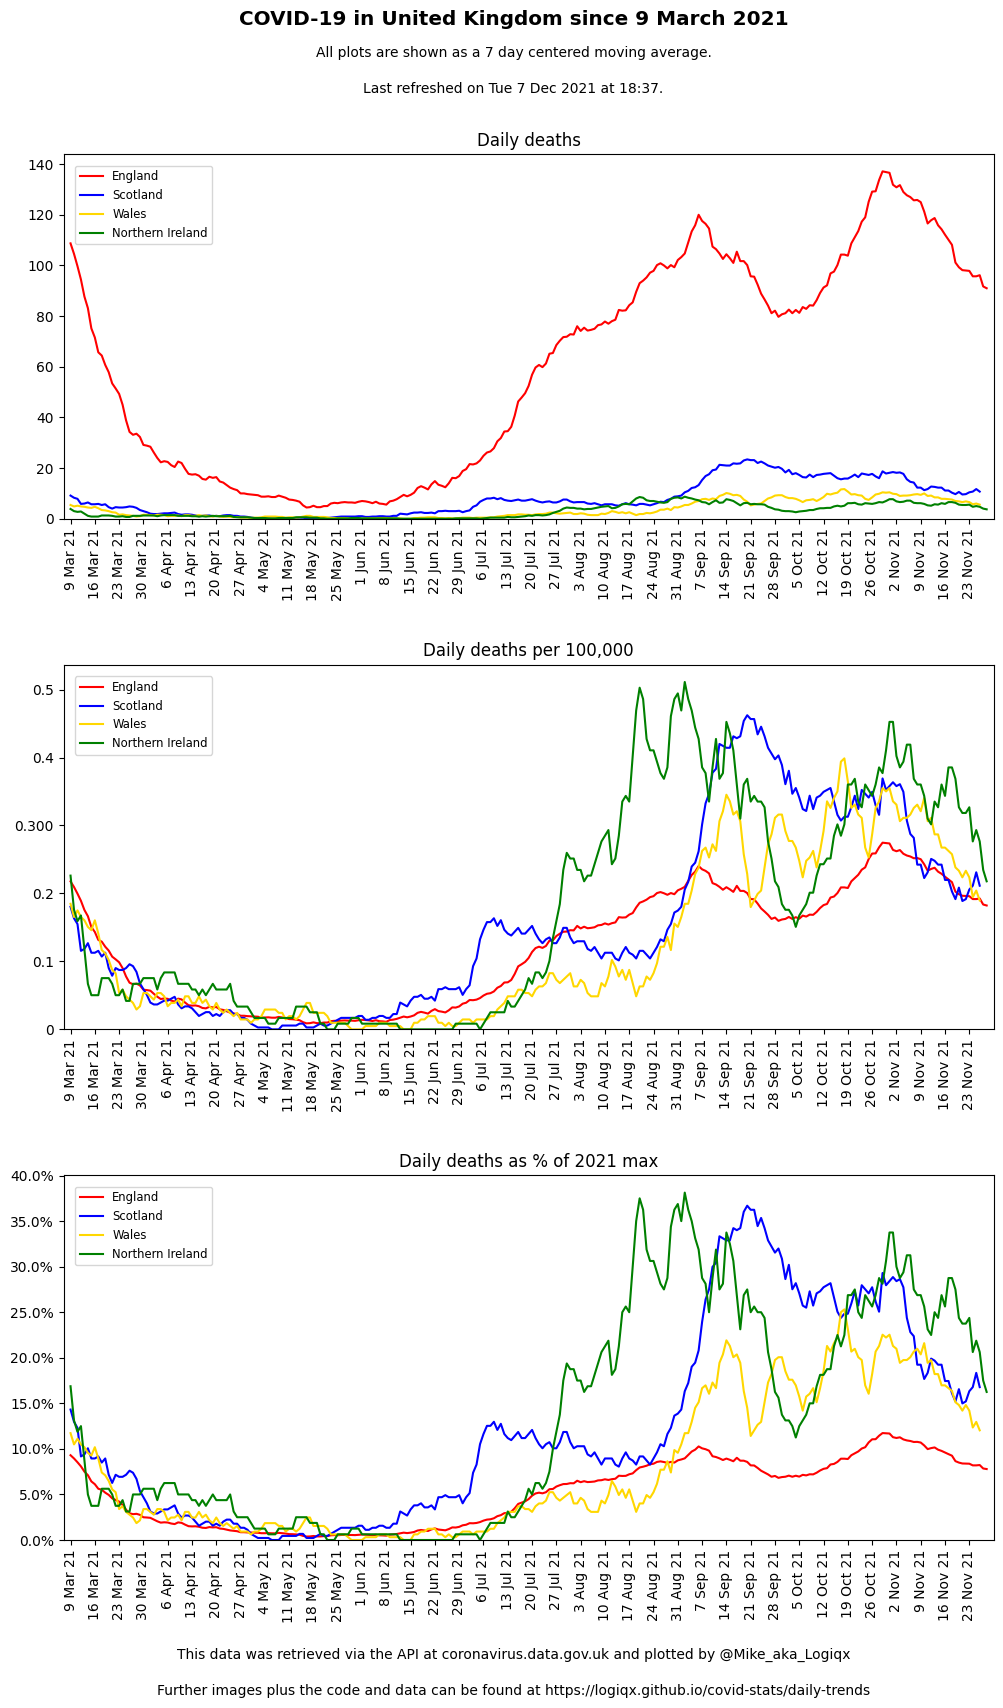 COVID-19 in United Kingdom since 9 March 2021
All plots are shown as a 7 day centered moving average.
Last refreshed on Tue 7 Dec 2021 at 18:37.
Daily deaths
140
120
100
80
60
40
20
0
England
Scotland
Wales
Northern Ireland
9 Mar 21
16 Mar 21
23 Mar 21
30 Mar 21
6 Apr 21
13 Apr 21
20 Apr 21
27 Apr 21
4 May 21
11 May 21
18 May 21
25 May 21
1 Jun 21
8 Jun 21
15 Jun 21
22 Jun 21
29 Jun 21
6 Jul 21
13 Jul 21
20 Jul 21
27 Jul 21
3 Aug 21
10 Aug 21
17 Aug 21
24 Aug 21
31 Aug 21
7 Sep 21
14 Sep 21
21 Sep 21
28 Sep 21
5 Oct 21
12 Oct 21
19 Oct 21
26 Oct 21
2 Nov 21
9 Nov 21
16 Nov 21
23 Nov 21
Daily deaths per 100,000
0.5
0.4
0.300
0.2
0.1
0
England
Scotland
Wales
Northern Ireland
9 Mar 21
16 Mar 21
23 Mar 21
30 Mar 21
6 Apr 21
13 Apr 21
20 Apr 21
27 Apr 21
4 May 21
11 May 21
18 May 21
25 May 21
1 Jun 21
8 Jun 21
15 Jun 21
22 Jun 21
29 Jun 21
6 Jul 21
13 Jul 21
20 Jul 21
27 Jul 21
3 Aug 21
10 Aug 21
17 Aug 21
24 Aug 21
31 Aug 21
7 Sep 21
14 Sep 21
21 Sep 21
28 Sep 21
5 Oct 21
12 Oct 21
19 Oct 21
26 Oct 21
2 Nov 21
9 Nov 21
16 Nov 21
23 Nov 21
Daily deaths as % of 2021 max
40.0%
35.0%
30.0%
25.0%
20.0%
15.0%
10.0%
5.0%
0.0%
England
Scotland
Wales
Northern Ireland
9 Mar 21
16 Mar 21
23 Mar 21
30 Mar 21
6 Apr 21
13 Apr 21
20 Apr 21
27 Apr 21
4 May 21
11 May 21
18 May 21
25 May 21
1 Jun 21
8 Jun 21
15 Jun 21
22 Jun 21
29 Jun 21
6 Jul 21
13 Jul 21
20 Jul 21
27 Jul 21
3 Aug 21
10 Aug 21
17 Aug 21
24 Aug 21
31 Aug 21
7 Sep 21
14 Sep 21
21 Sep 21
28 Sep 21
5 Oct 21
12 Oct 21
19 Oct 21
26 Oct 21
2 Nov 21
9 Nov 21
16 Nov 21
23 Nov 21
This data was retrieved via the API at coronavirus.data.gov.uk and plotted by @Mike_aka_Logiqx
Further images plus the code and data can be found at https://logiqx.github.io/covid-stats/daily-trends